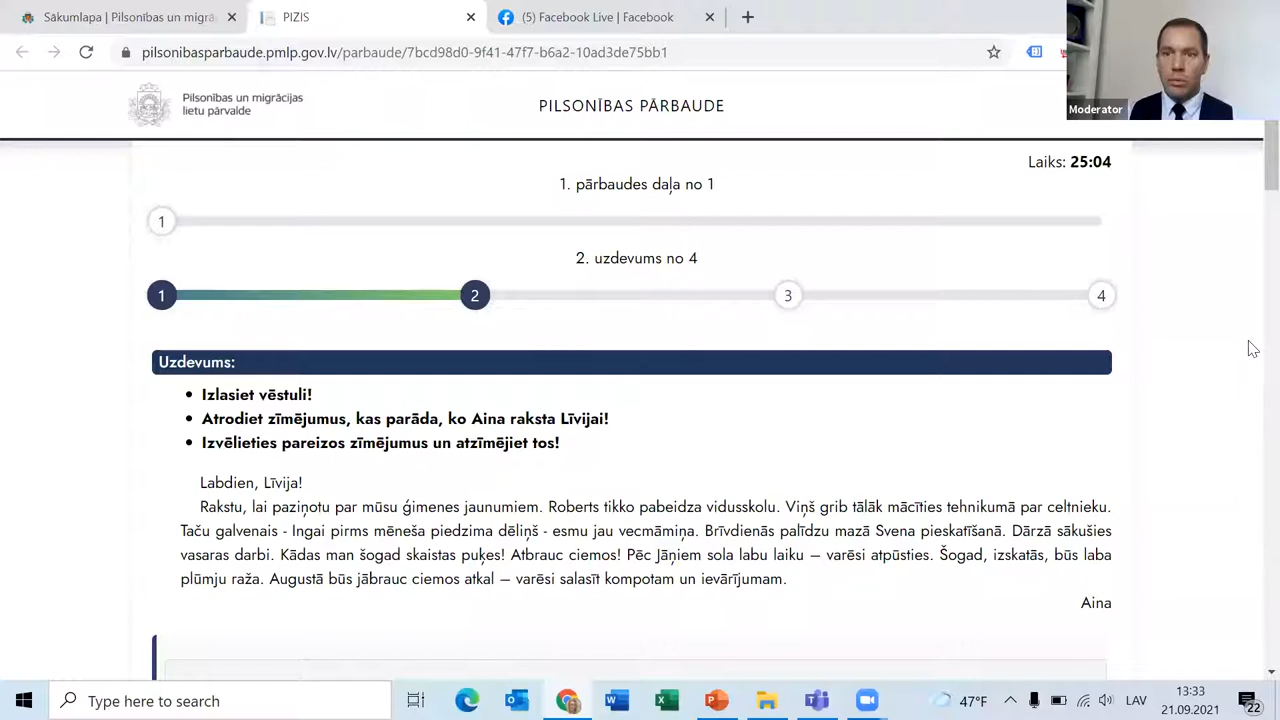 Sākumlapa | Pilsonības un migrā
PIZIS
(5) Facebook Live | Facebook
pilsonibasparbaude.pmlp.gov.lv/parbaude/7bcd98d0-9f41-47f7-b6a2-10ad3de75bb1
Moderator
Pilsonības un migrācijas
lietu pārvalde
PILSONĪBAS PĀRBAUDE
Laiks: 25:04
1. pārbaudes daļa no 1
1
2. uzdevums no 4
1 2 3 4
Uzdevums:
• Izlasiet vēstuli!
• Atrodiet zīmējumus, kas parāda, ko Aina raksta Līvijai!
• Izvēlieties pareizos zīmējumus un atzīmējiet tos!
Labdien, Līvija!
Rakstu, lai paziņotu par mūsu ģimenes jaunumiem. Roberts tikko pabeidza vidusskolu. Viņš grib tālāk mācīties tehnikumā par celtnieku.
Taču galvenais - Ingai pirms mēneša piedzima dēliņš - esmu jau vecmāmiņa. Brīvdienās palīdzu mazā Svena pieskatīšanā. Dārzā sākušies
vasaras darbi. Kādas man šogad skaistas puķes! Atbrauc ciemos! Pēc Jāņiem sola labu laiku – varēsi atpūsties. Šogad, izskatās, būs laba
plūmju raža. Augustā būs jābrauc ciemos atkal – varēsi salasīt kompotam un ievārījumam.
Aina
Type here to search
47°F
LAV
13:33
21.09.2021
22